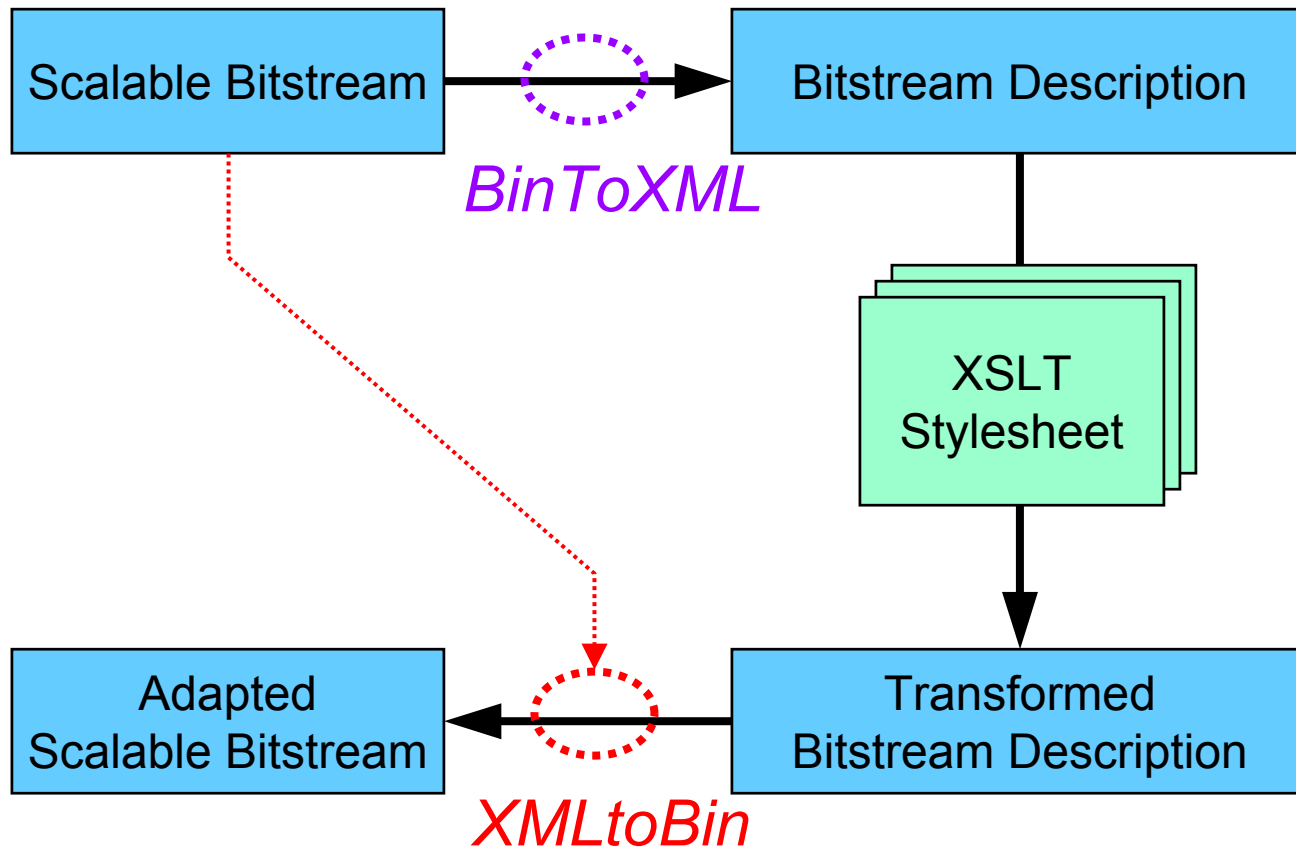 Scalable Bitstream
Bitstream Description
BinToXML
XSLT
Stylesheet
Adapted
Scalable Bitstream
Transformed
Bitstream Description
XMLtoBin